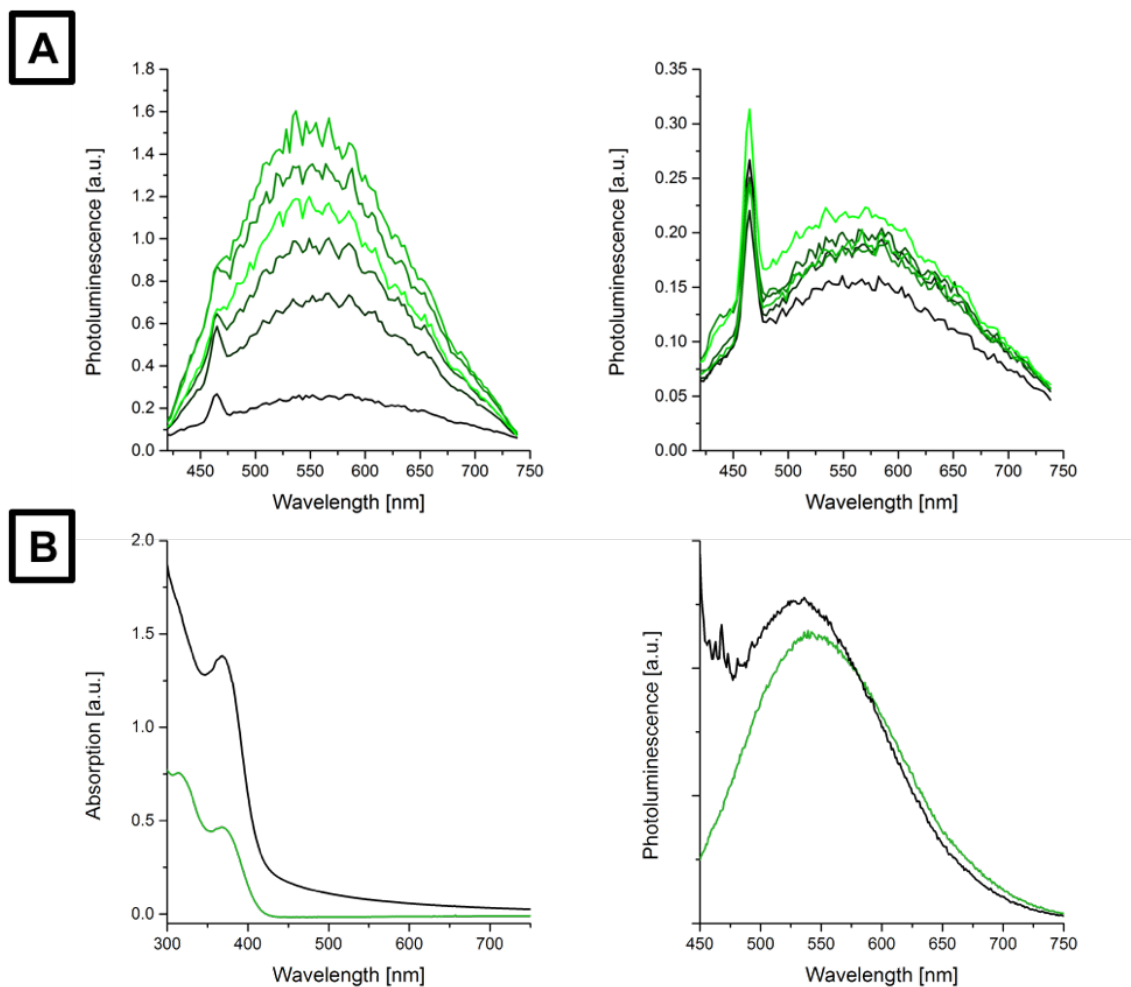 A
Photoluminescence [a.u.]
1.8
1.6
1.4
1.2
1.0
0.8
0.6
0.4
0.2
0.0
450 500 550 600 650 700 750
Wavelength [nm]
Photoluminescence [a.u.]
0.35
0.30
0.25
0.20
0.15
0.10
0.05
0.00
450 500 550 600 650 700 750
Wavelength [nm]
B
Absorption [a.u.]
2.0
1.5
1.0
0.5
0.0
300 400 500 600 700
Wavelength [nm]
Photoluminescence [a.u.]
450 500 550 600 650 700 750
Wavelength [nm]